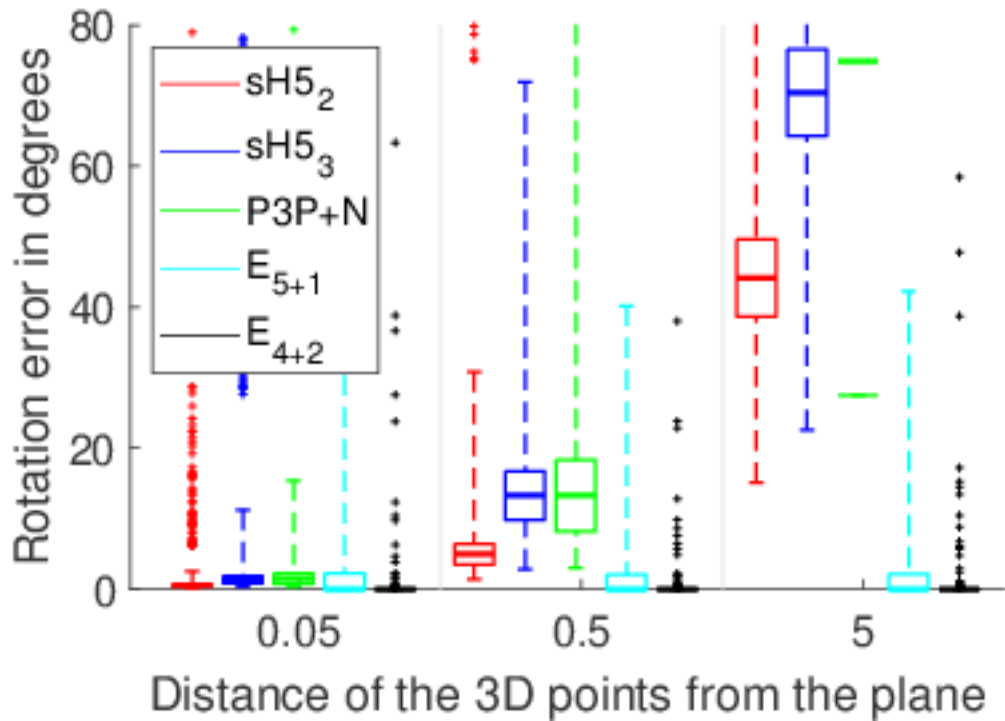 80
60
40
20
0
Rotation error in degrees
sH5₂
sH5₃
P3P+N
E₅₊₁
E₄₊₂
0.05 0.5 5
Distance of the 3D points from the plane